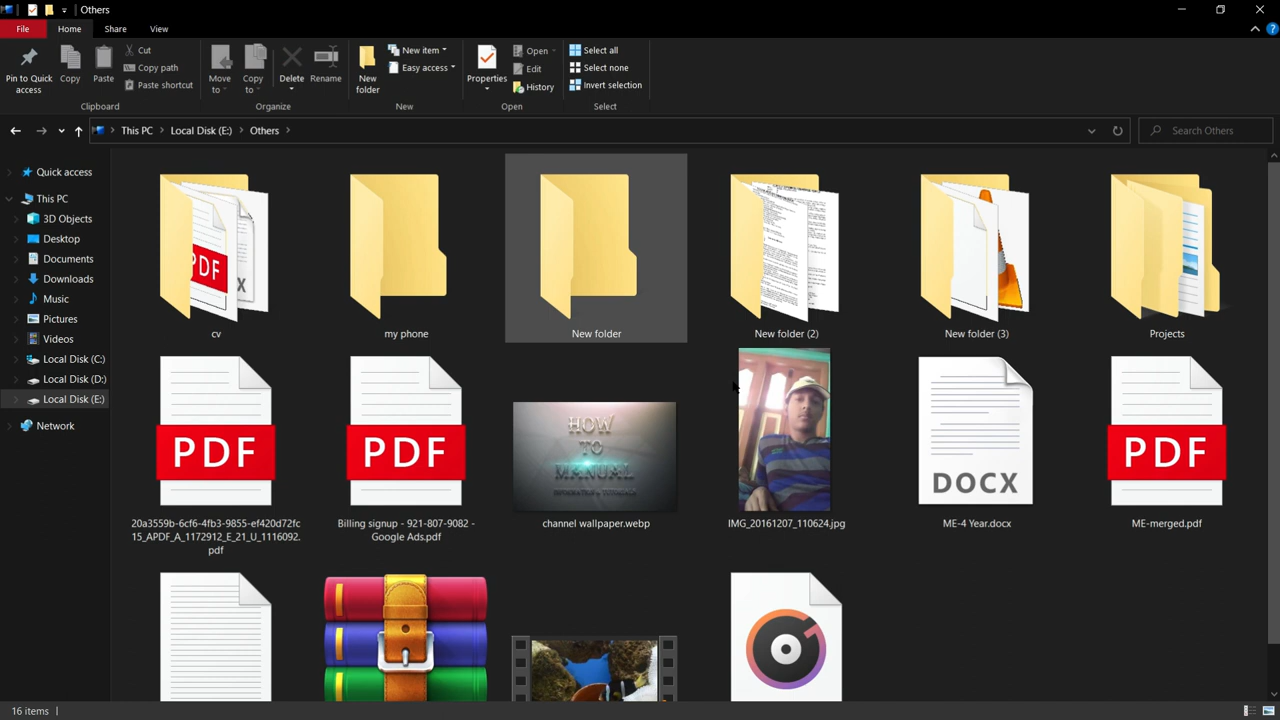 Others
File Home Share View
Pin to Quick access
Copy
Paste
Cut
Copy path
Paste shortcut
Clipboard
Move to
Copy to
Delete
Rename
Organize
New folder
New item
Easy access
New
Properties
Open
Edit
History
Open
Select all
Select none
Invert selection
Select
This PC Local Disk (E:) Others
Search Others
Quick access
This PC
3D Objects
Desktop
Documents
Downloads
Music
Pictures
Videos
Local Disk (C:)
Local Disk (D:)
Local Disk (E:)
Network
PDF
X
cv
my phone
New folder
New folder (2)
New folder (3)
Projects
PDF
20a3559b-6cf6-4fb3-9855-ef420d72fc
15_APDF_A_1172912_E_21_U_1116092.
pdf
PDF
Billing signup - 921-807-9082 -
Google Ads.pdf
HOW
TO
MANUAL
channel wallpaper.webp
IMG_20161207_110624.jpg
DOCX
ME-4 Year.docx
PDF
ME-merged.pdf
16 items